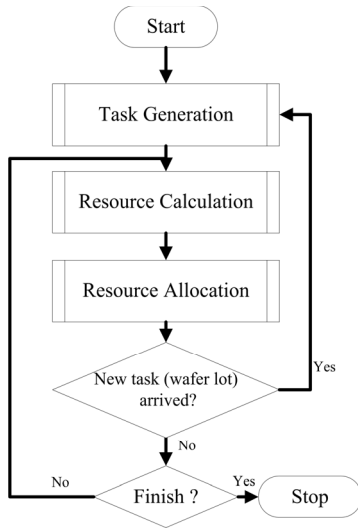 Start
Task Generation
Resource Calculation
Resource Allocation
New task (wafer lot)
arrived?
Yes
No
No
Finish ?
Yes
Stop